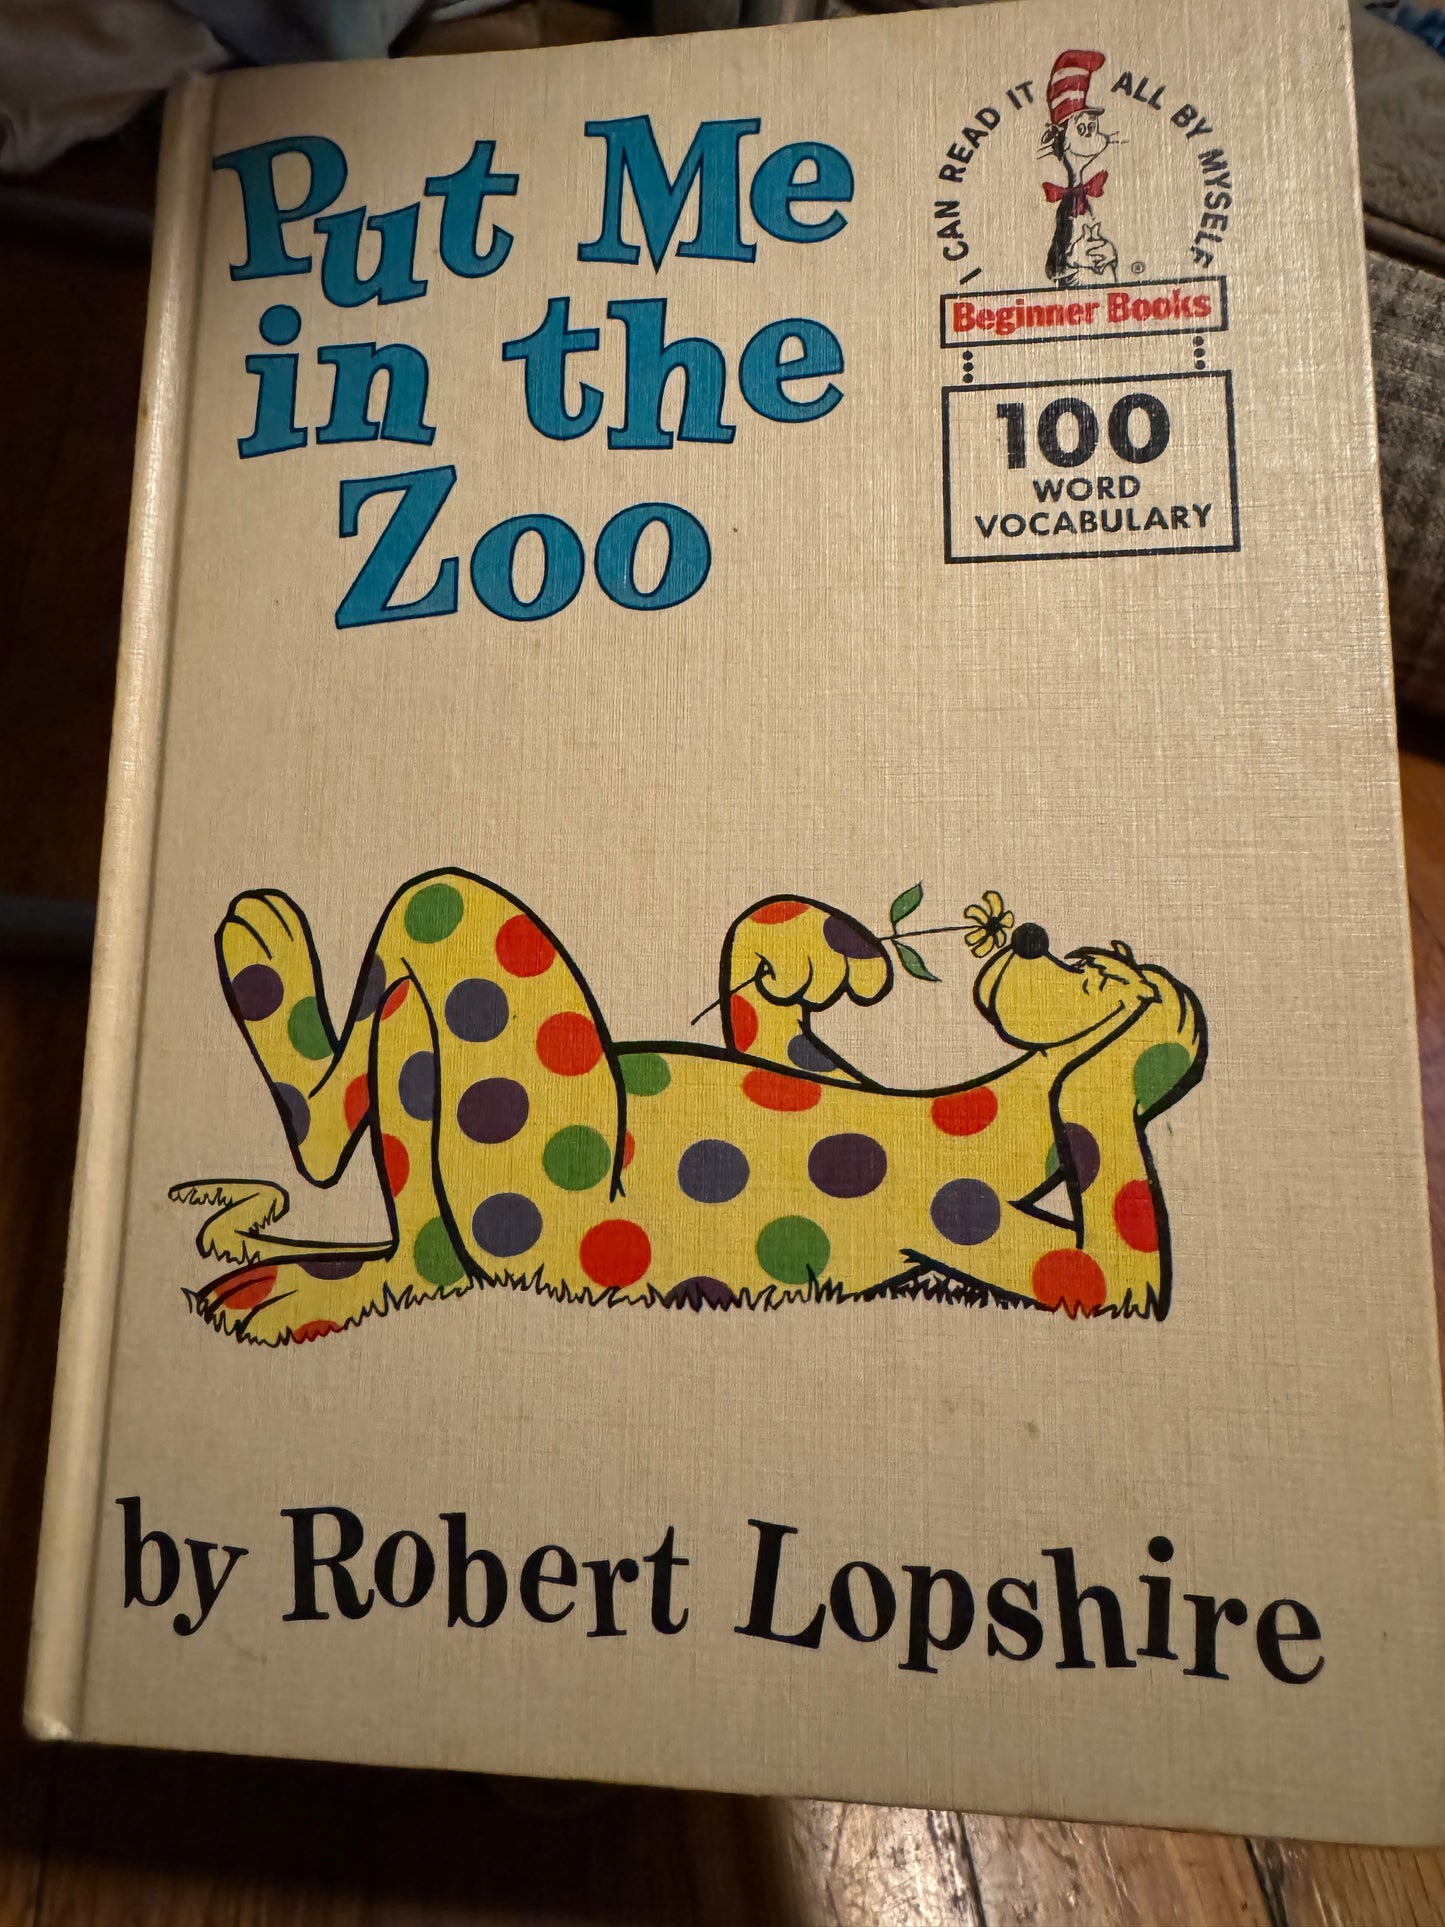 Put Me
in the
Zoo
I CAN READ IT ALL BY MYSELF
®
Beginner Books
100
WORD
VOCABULARY
by Robert Lopshire